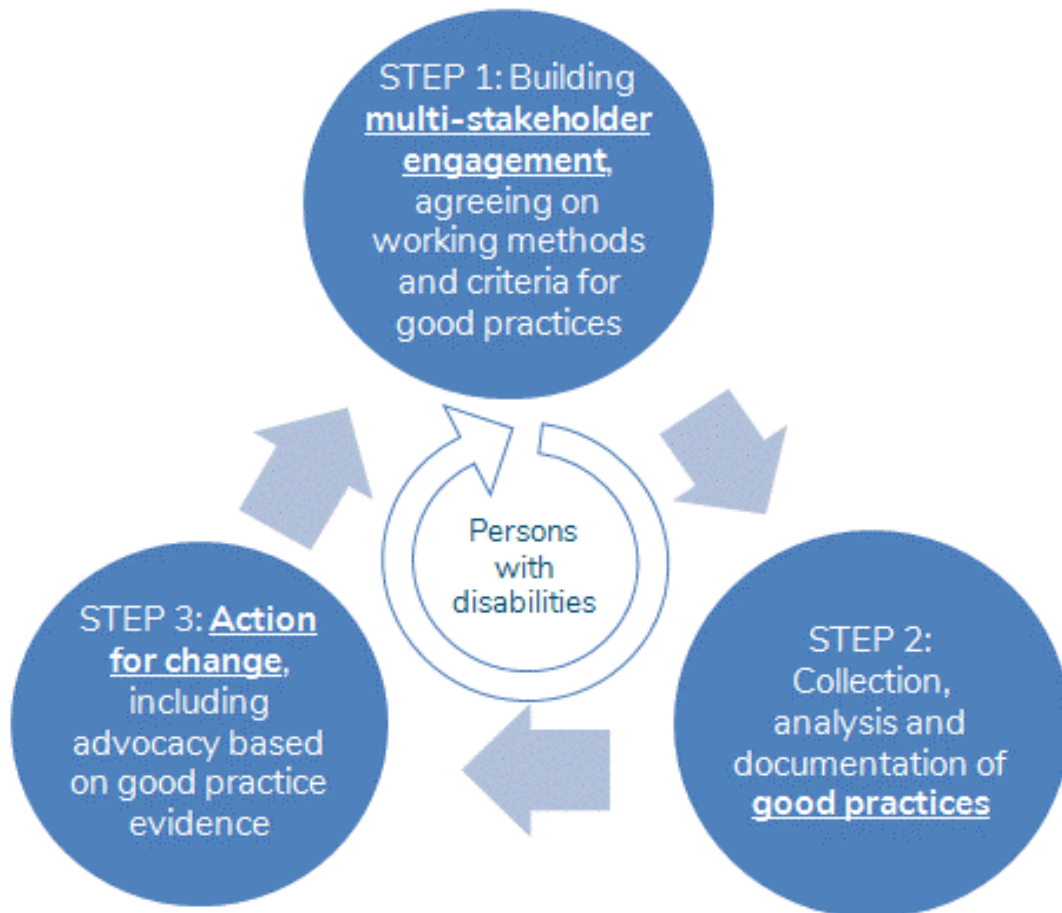 STEP 1: Building
multi-stakeholder
engagement,
agreeing on
working methods
and criteria for
good practices
Persons
with
disabilities
STEP 2:
Collection,
analysis and
documentation of
good practices
STEP 3: Action
for change,
including
advocacy based
on good practice
evidence